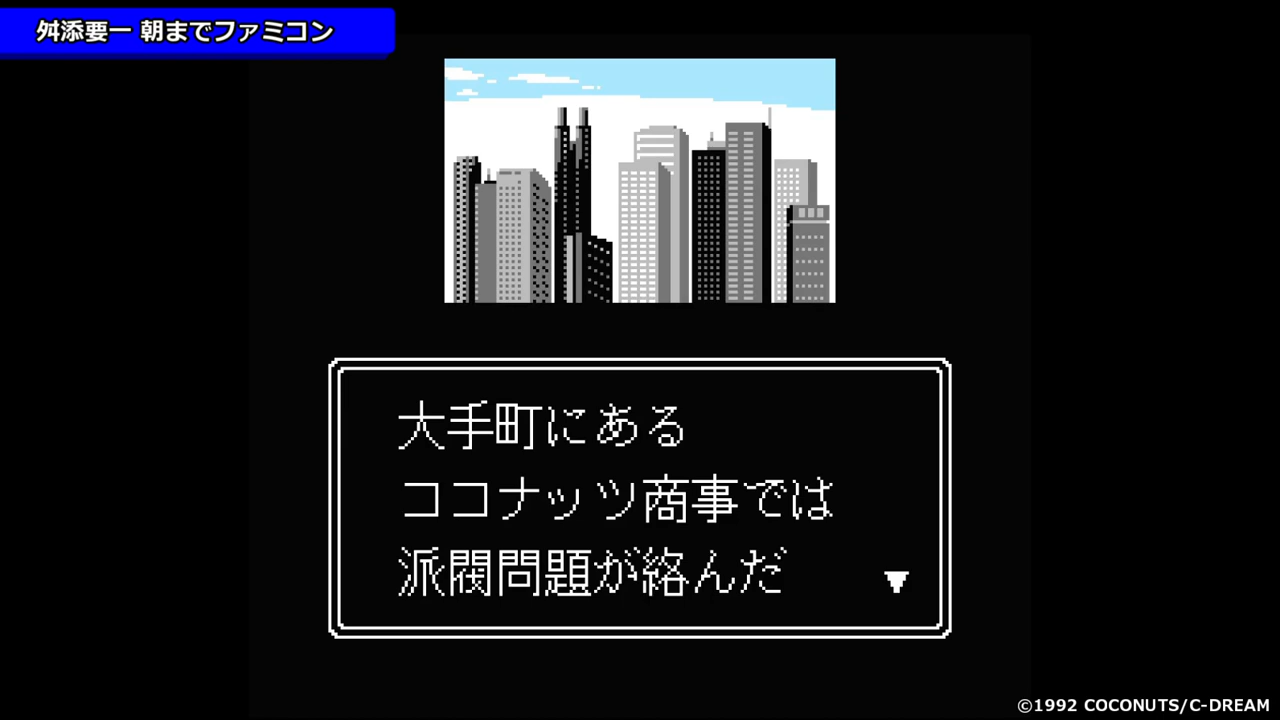 舛添要一 朝までファミコン
大手町にある
ココナッツ商事では
派閥問題が絡んだ
▼
©1992 COCONUTS/C-DREAM